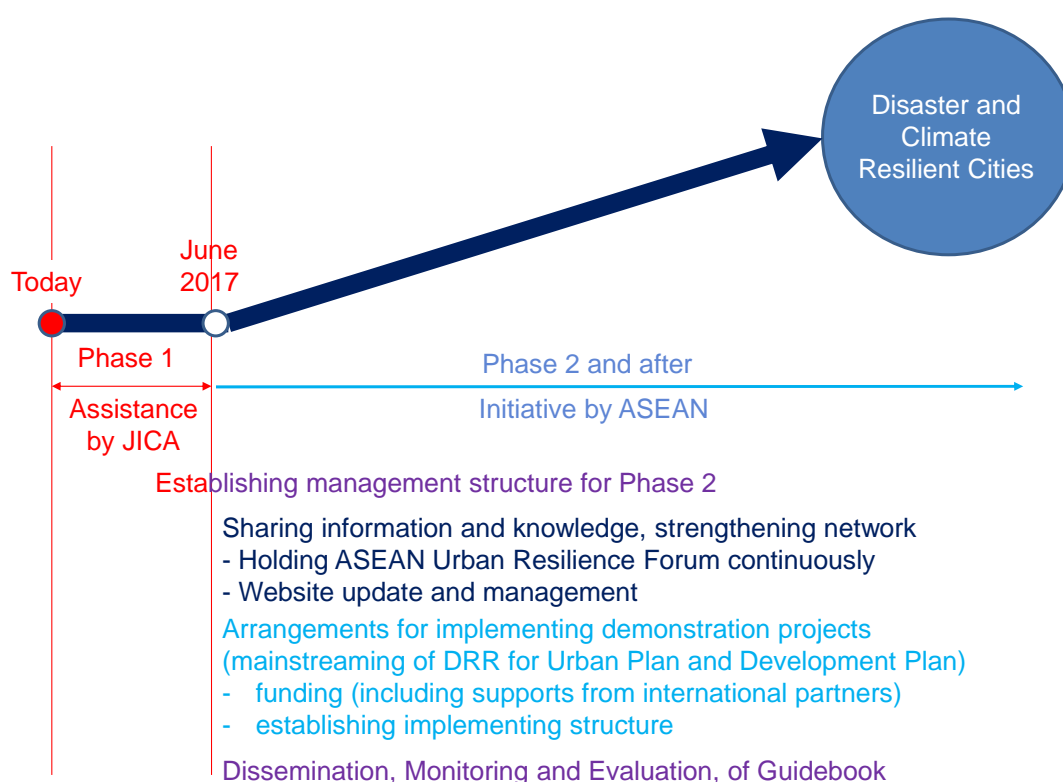 Disaster and
Climate
Resilient Cities
June
2017
Today
Phase 1
Assistance
by JICA
Phase 2 and after
Initiative by ASEAN
Establishing management structure for Phase 2
Sharing information and knowledge, strengthening network
- Holding ASEAN Urban Resilience Forum continuously
- Website update and management
Arrangements for implementing demonstration projects
(mainstreaming of DRR for Urban Plan and Development Plan)
- funding (including supports from international partners)
- establishing implementing structure
Dissemination, Monitoring and Evaluation, of Guidebook